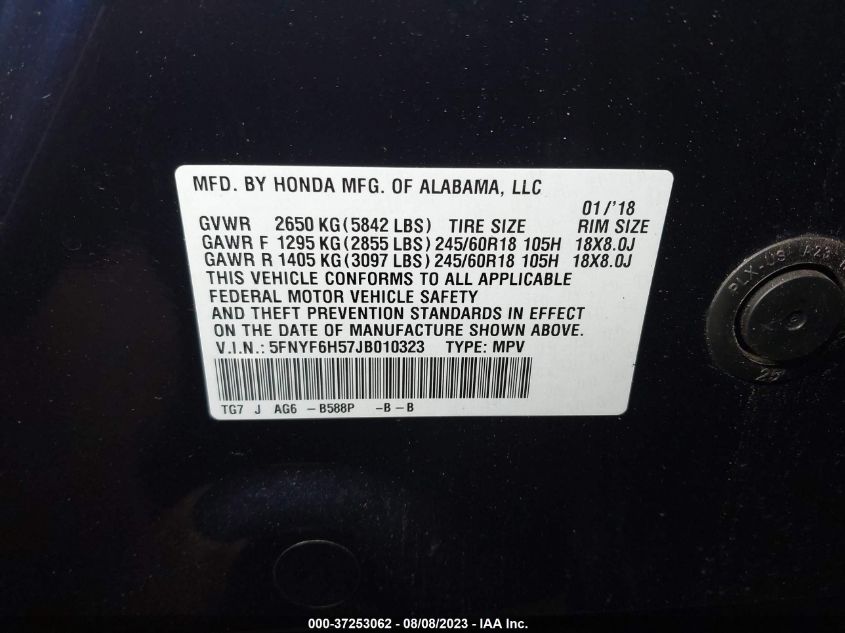 MFD. BY HONDA MFG. OF ALABAMA, LLC
01/'18
GVWR 2650 KG (5842 LBS) TIRE SIZE RIM SIZE
GAWR F 1295 KG (2855 LBS) 245/60R18 105H 18X8.0J
GAWR R 1405 KG (3097 LBS) 245/60R18 105H 18X8.0J
THIS VEHICLE CONFORMS TO ALL APPLICABLE
FEDERAL MOTOR VEHICLE SAFETY
AND THEFT PREVENTION STANDARDS IN EFFECT
ON THE DATE OF MANUFACTURE SHOWN ABOVE.
V.I.N.: 5FNYF6H57JB010323 TYPE: MPV
TG7 J AG6 - B588P -B - B
25
000-37253062 - 08/08/2023 - IAA Inc.